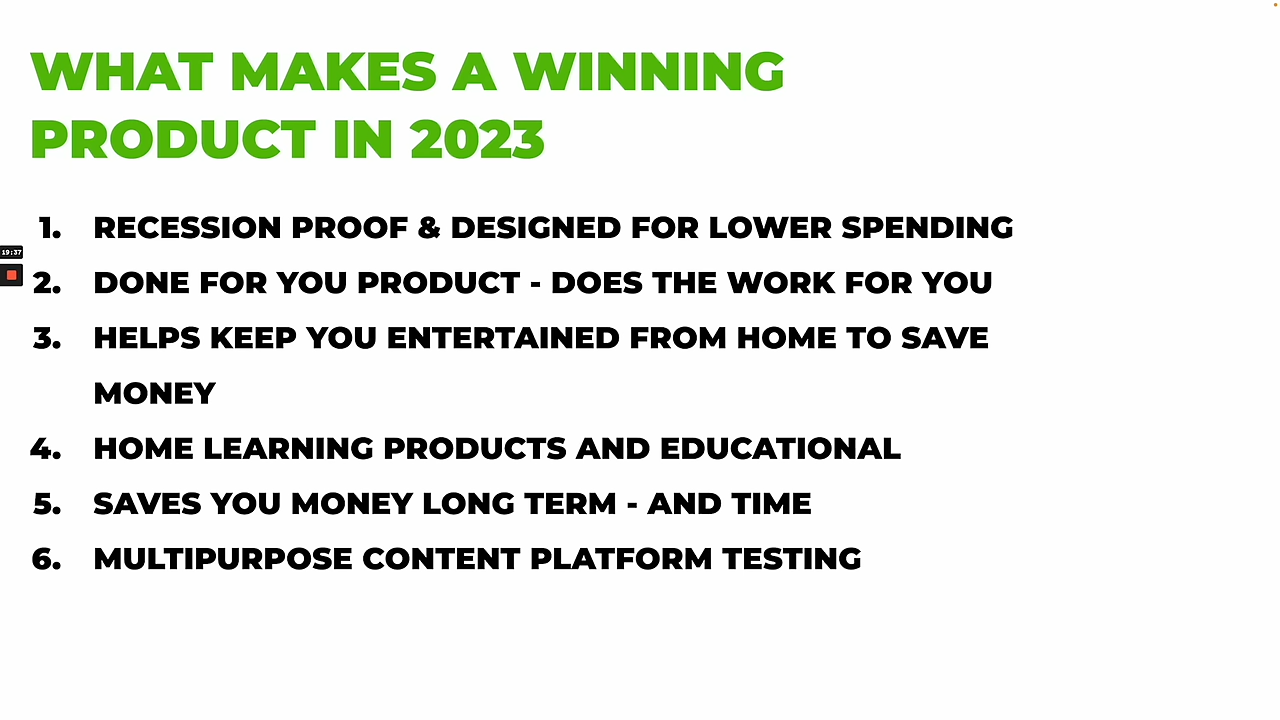 WHAT MAKES A WINNING
PRODUCT IN 2023
1. RECESSION PROOF & DESIGNED FOR LOWER SPENDING
19:37
2. DONE FOR YOU PRODUCT - DOES THE WORK FOR YOU
3. HELPS KEEP YOU ENTERTAINED FROM HOME TO SAVE
MONEY
4. HOME LEARNING PRODUCTS AND EDUCATIONAL
5. SAVES YOU MONEY LONG TERM - AND TIME
6. MULTIPURPOSE CONTENT PLATFORM TESTING